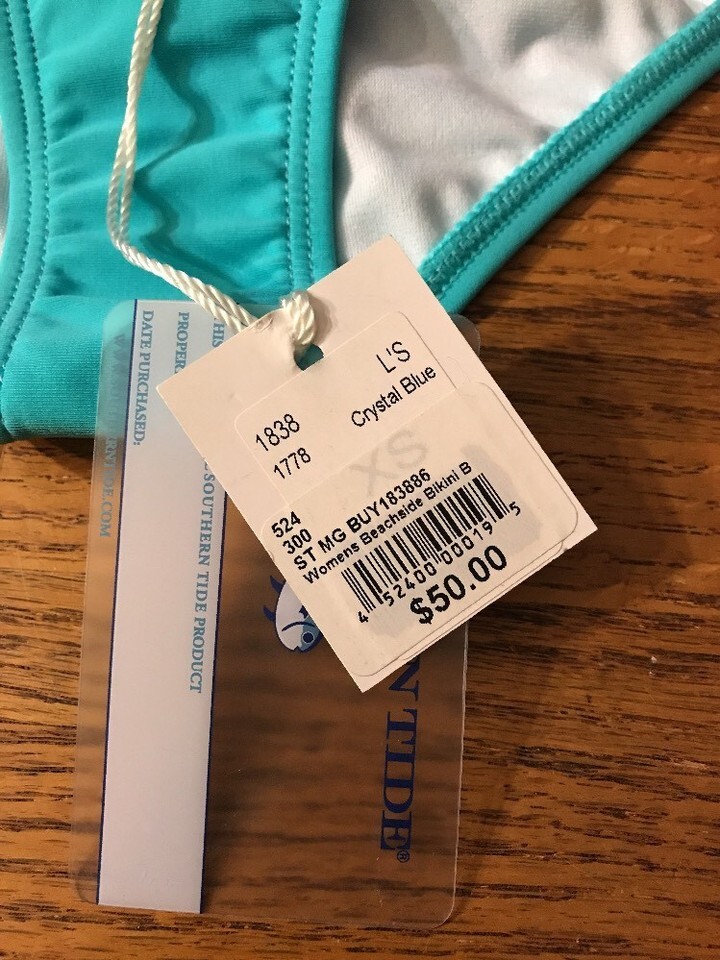 L'S
1838 Crystal Blue
1778
XS
524
300
ST MG BUY183886
Womens Beachside Bikini B
4 52400 00019 5
$50.00
DATE PURCHASED:
SOUTHERN TIDE PRODUCT
N TIDE®